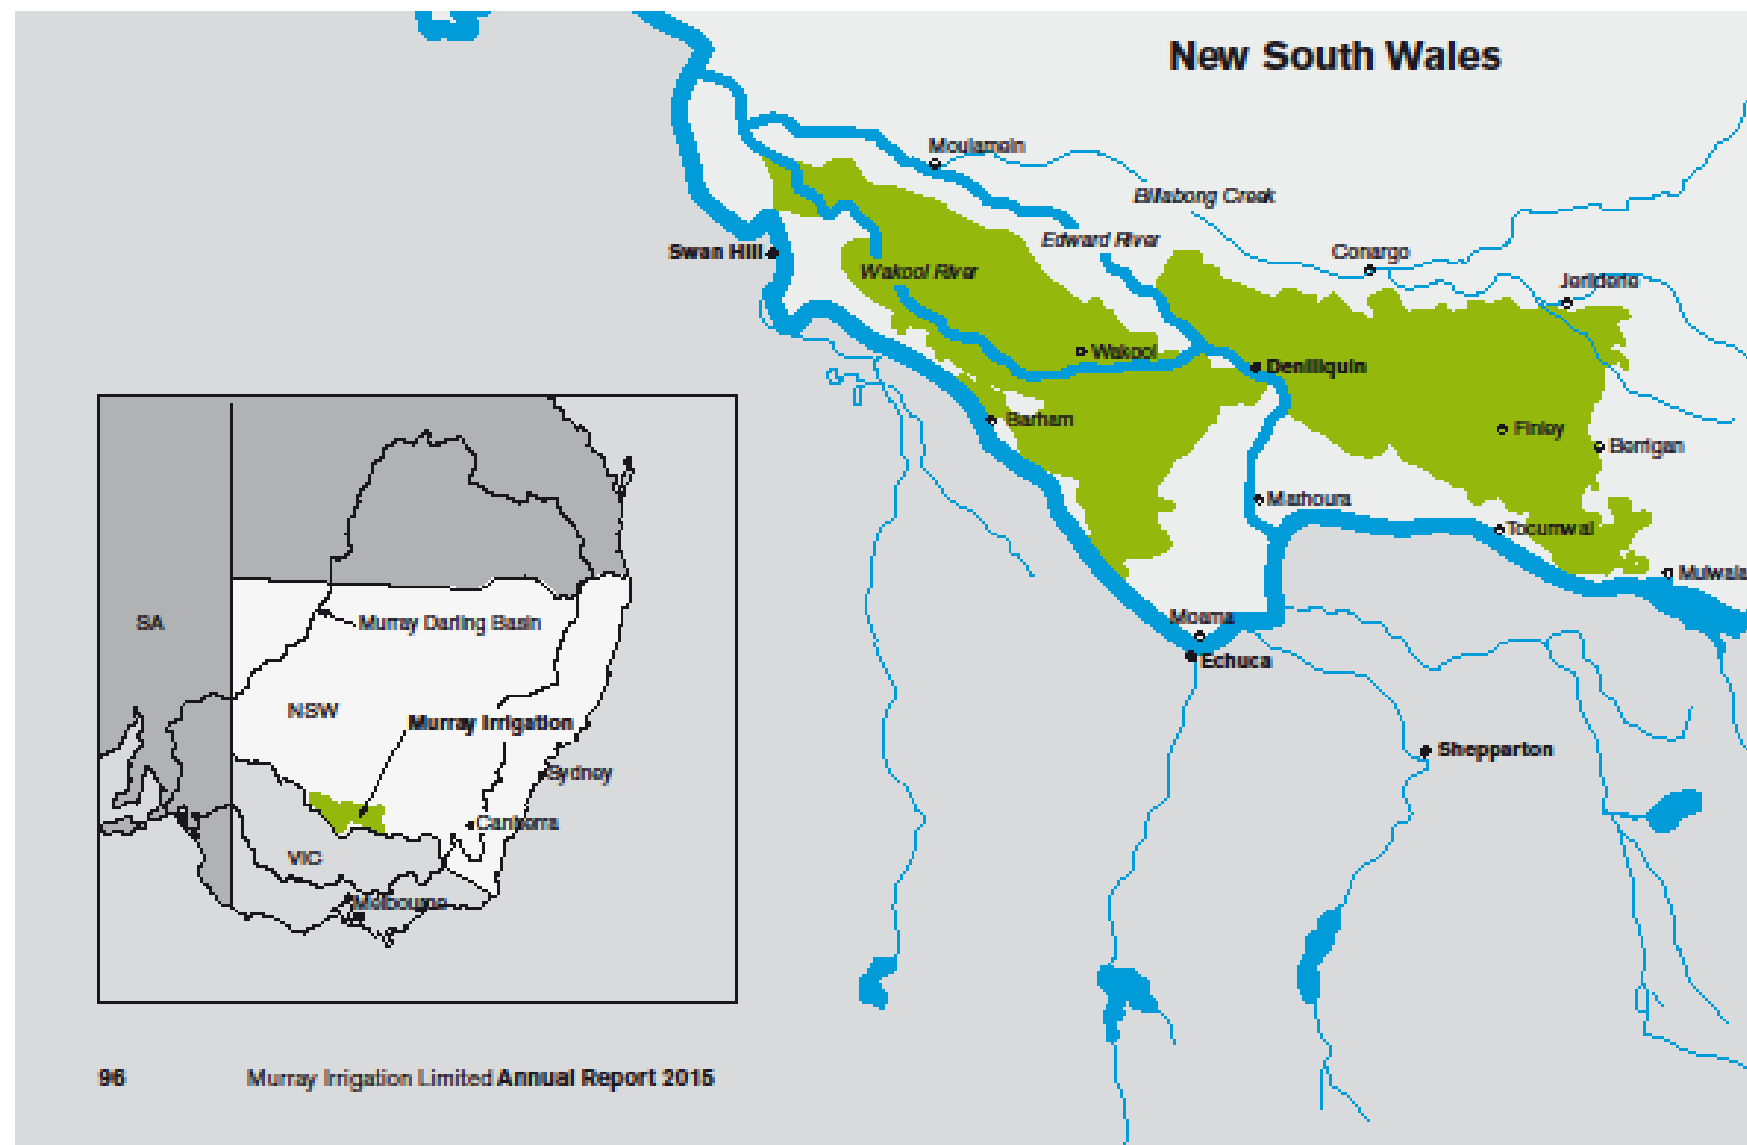 New South Wales
Moulamein
Billabong Creek
Edward River
Conargo
Swan Hill
Wakool River
Jerilderie
Wakool
Deniliquin
Barham
Finley
Berrigan
Mathoura
Tocumwal
Mulwala
Moama
Echuca
Shepparton
SA
Murray Darling Basin
NSW
Murray Irrigation
Sydney
Canberra
VIC
Melbourne
96 Murray Irrigation Limited Annual Report 2015